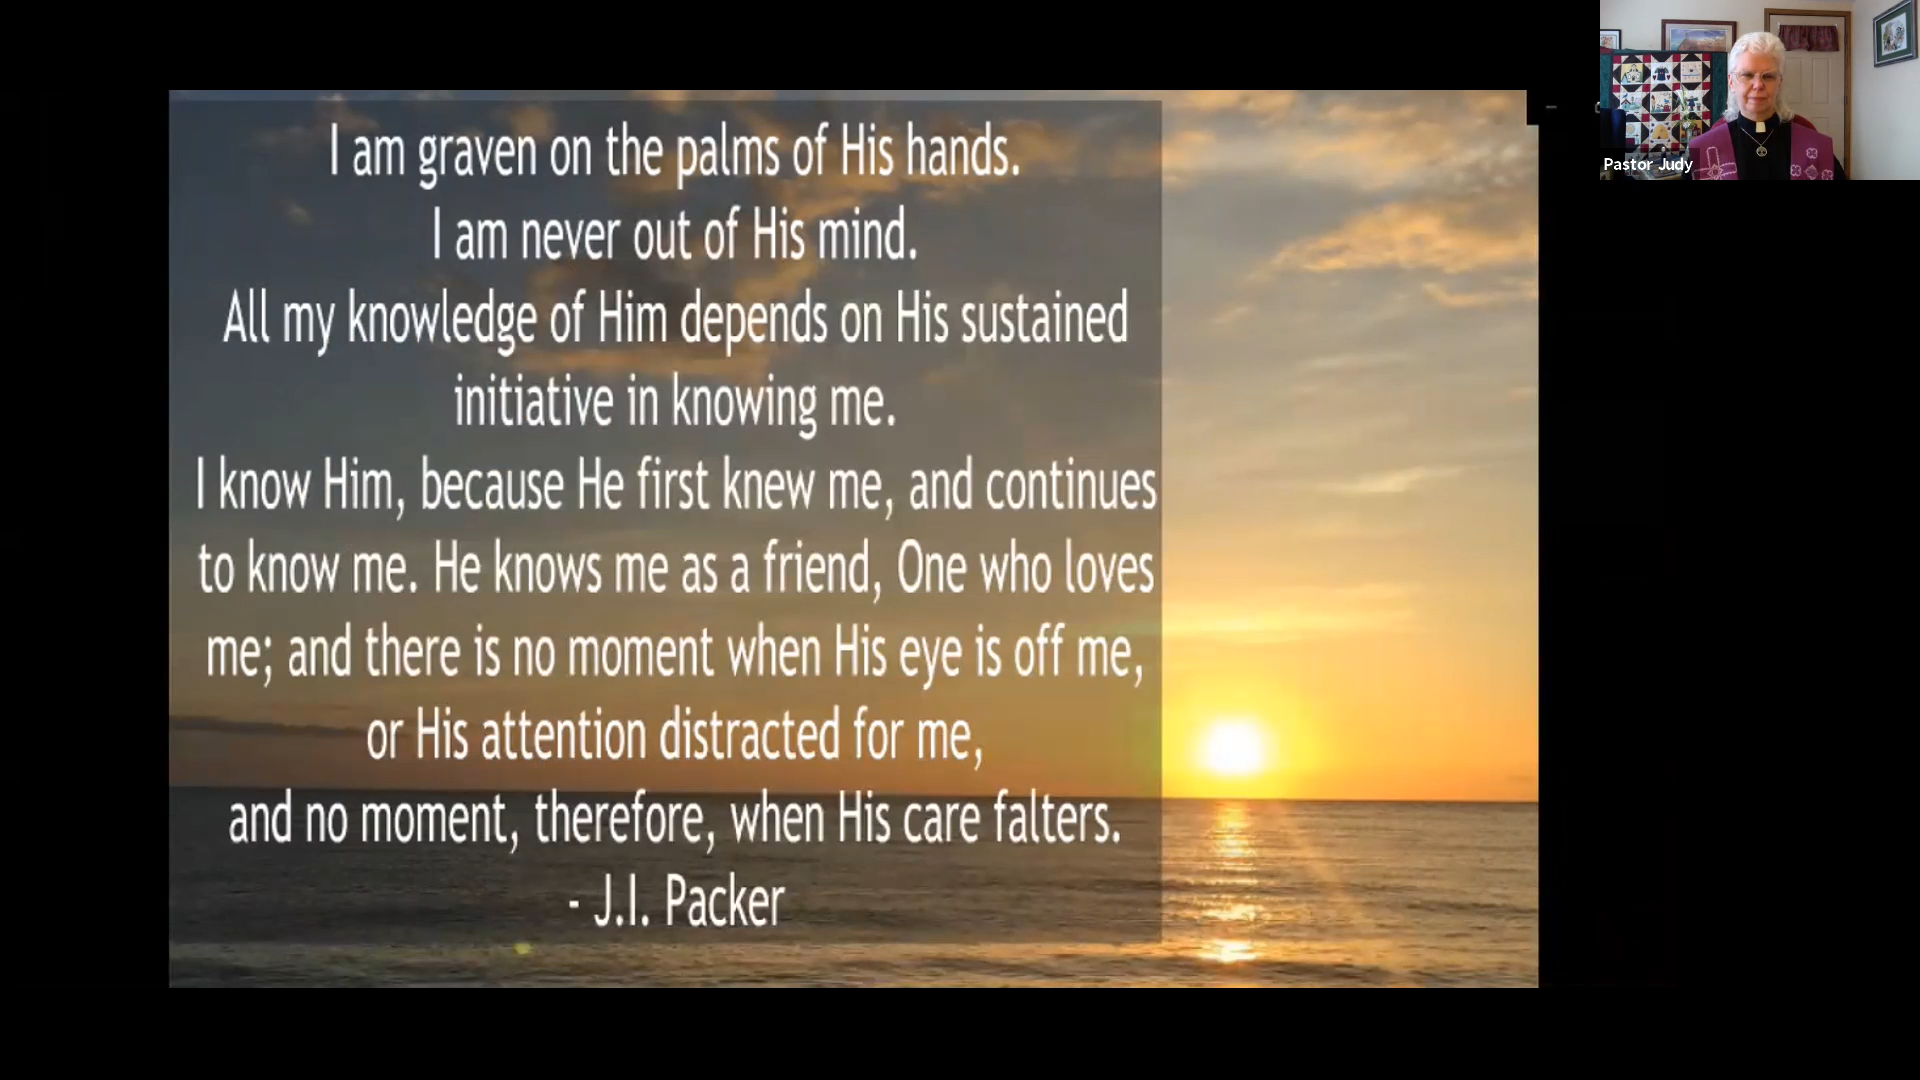 I am graven on the palms of His hands.
I am never out of His mind.
All my knowledge of Him depends on His sustained
initiative in knowing me.
I know Him, because He first knew me, and continues
to know me. He knows me as a friend, One who loves
me; and there is no moment when His eye is off me,
or His attention distracted for me,
and no moment, therefore, when His care falters.
- J.I. Packer
Pastor Judy